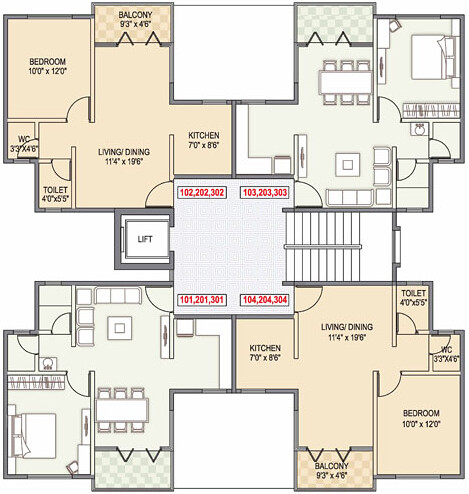 BALCONY
9'3" x 4'6"
BEDROOM
10'0" x 12'0"
WC
3'3"X4'6"
LIVING/ DINING
11'4" x 19'6"
KITCHEN
7'0" x 8'6"
TOILET
4'0"x5'5"
102,202,302
103,203,303
LIFT
101,201,301
104,204,304
TOILET
4'0"x5'5"
LIVING/ DINING
11'4" x 19'6"
KITCHEN
7'0" x 8'6"
WC
3'3"X4'6"
BEDROOM
10'0" x 12'0"
BALCONY
9'3" x 4'6"